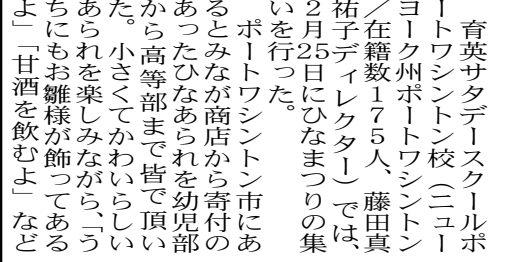 育英サタデースクールポ
ートワシントン校（ニュー
ヨーク州ポートワシントン
／在籍数１７５人、藤田真
祐子ディレクター）では、
２月25日にひなまつりの集
いを行った。
ポートワシントン市にあ
るとみなが商店から寄付の
あったひなあられを幼児部
から高等部まで皆で頂い
た。小さくてかわいらしい
あられを楽しみながら、「う
ちにもお雛様が飾ってある
よ」「甘酒を飲むよ」など